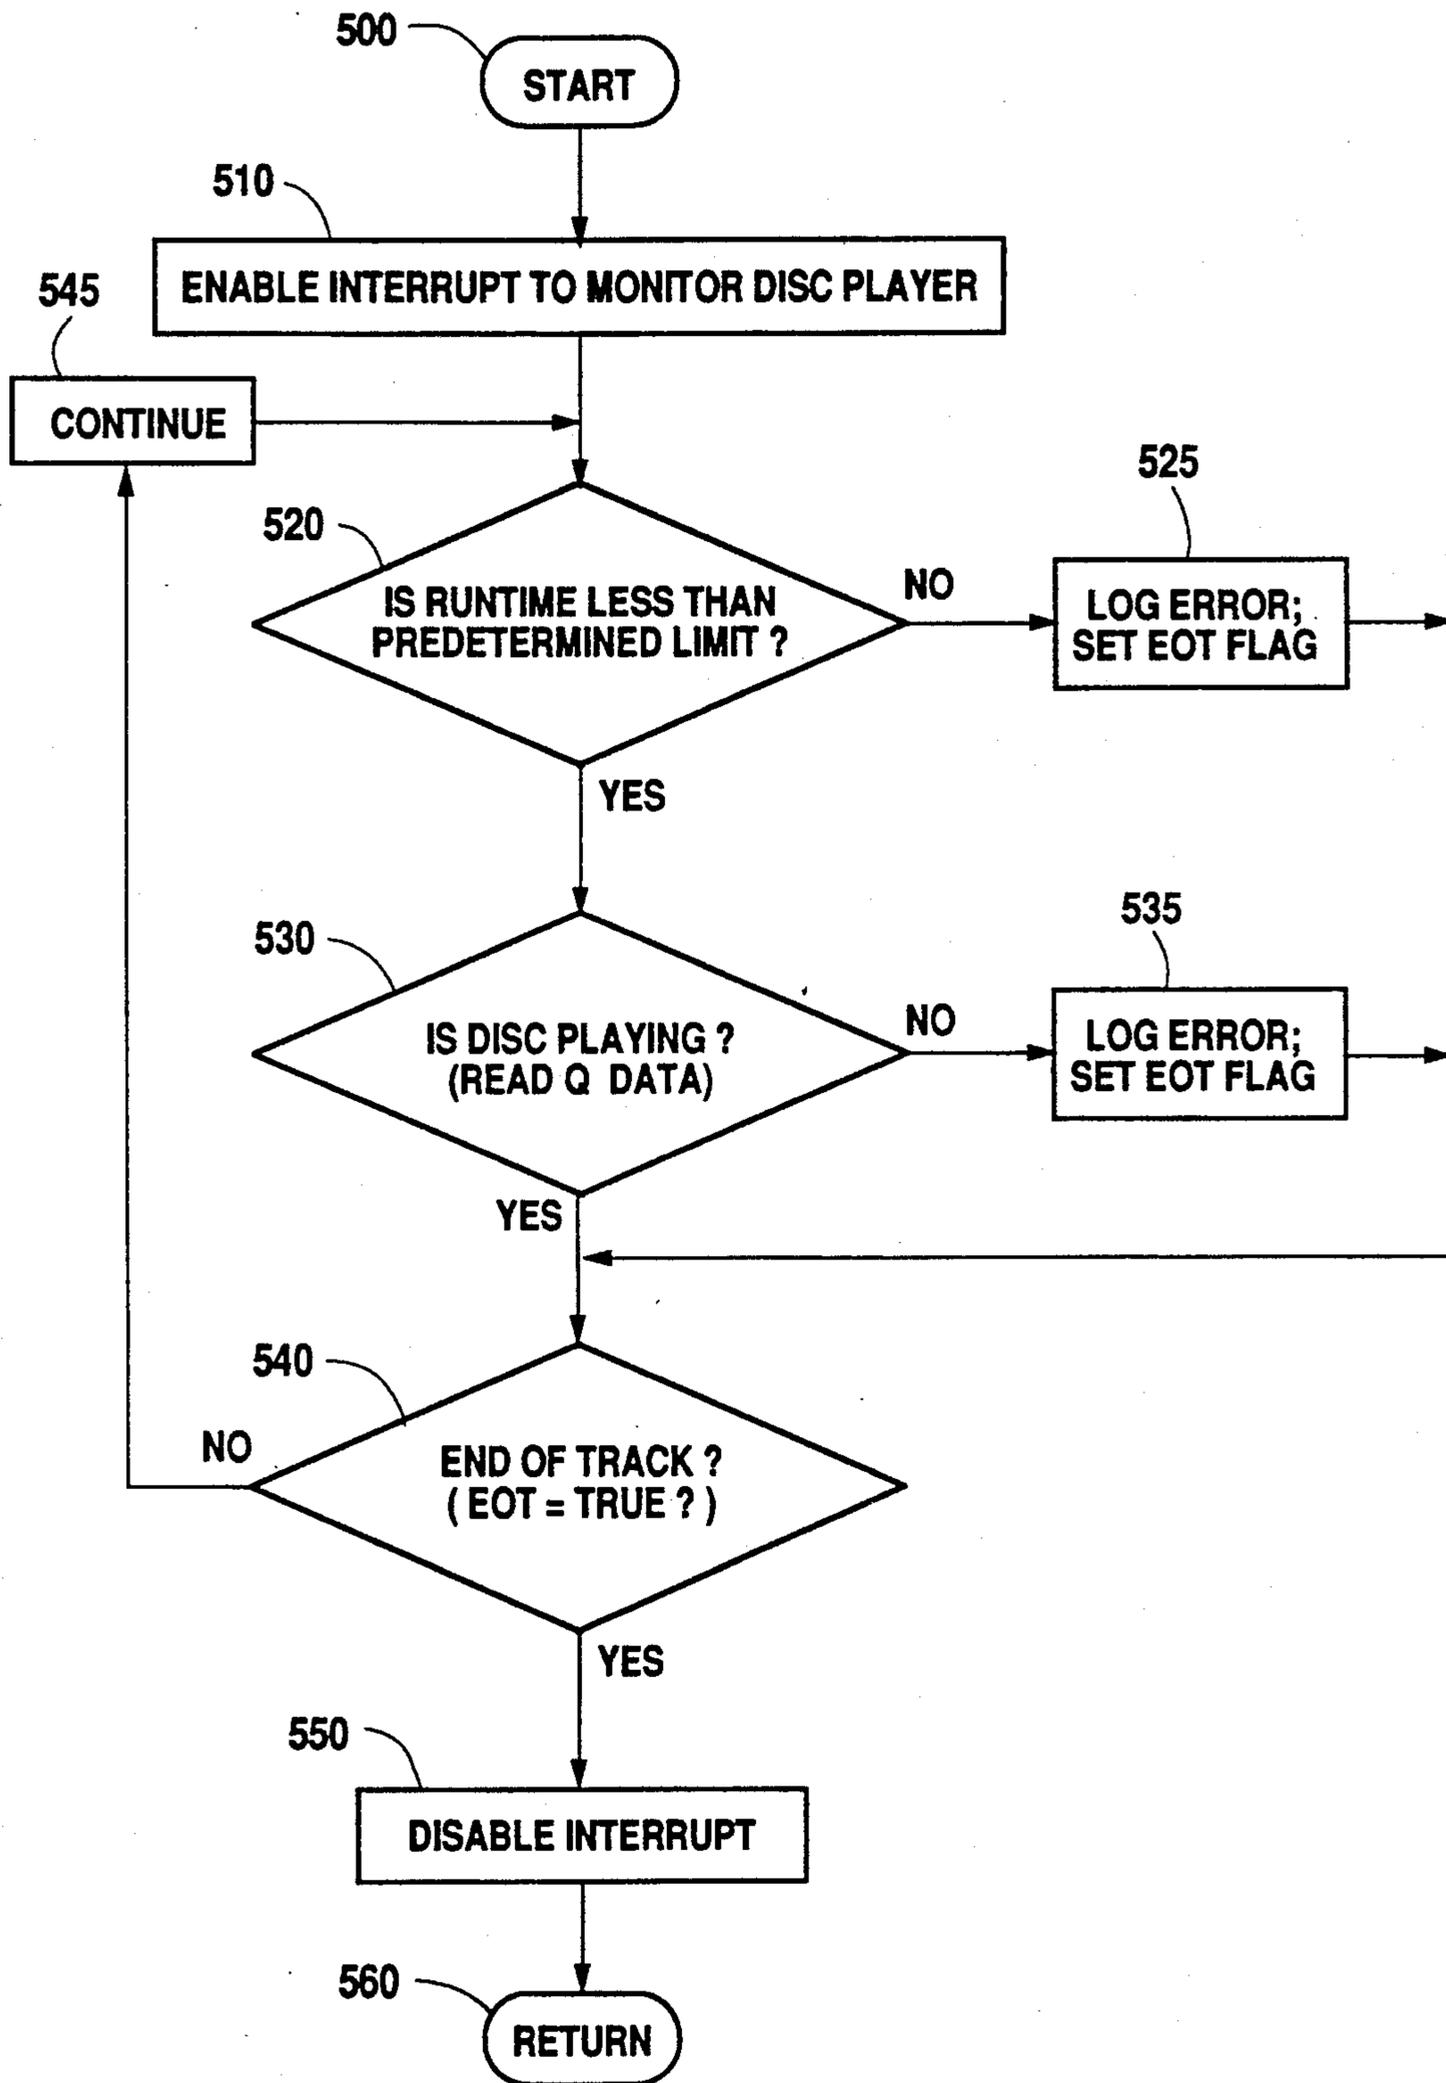 500
START
510
ENABLE INTERRUPT TO MONITOR DISC PLAYER
545
CONTINUE
520
IS RUNTIME LESS THAN
PREDETERMINED LIMIT ?
NO
525
LOG ERROR;
SET EOT FLAG
YES
530
IS DISC PLAYING ?
(READ Q DATA)
NO
535
LOG ERROR;
SET EOT FLAG
YES
540
NO
END OF TRACK ?
( EOT = TRUE ? )
YES
550
DISABLE INTERRUPT
560
RETURN